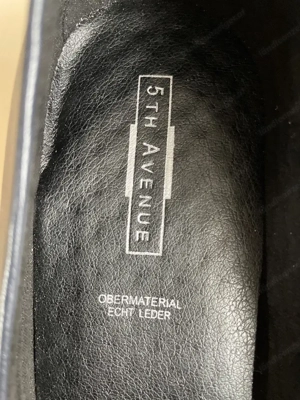 5TH AVENUE
OBERMATERIAL
ECHT LEDER